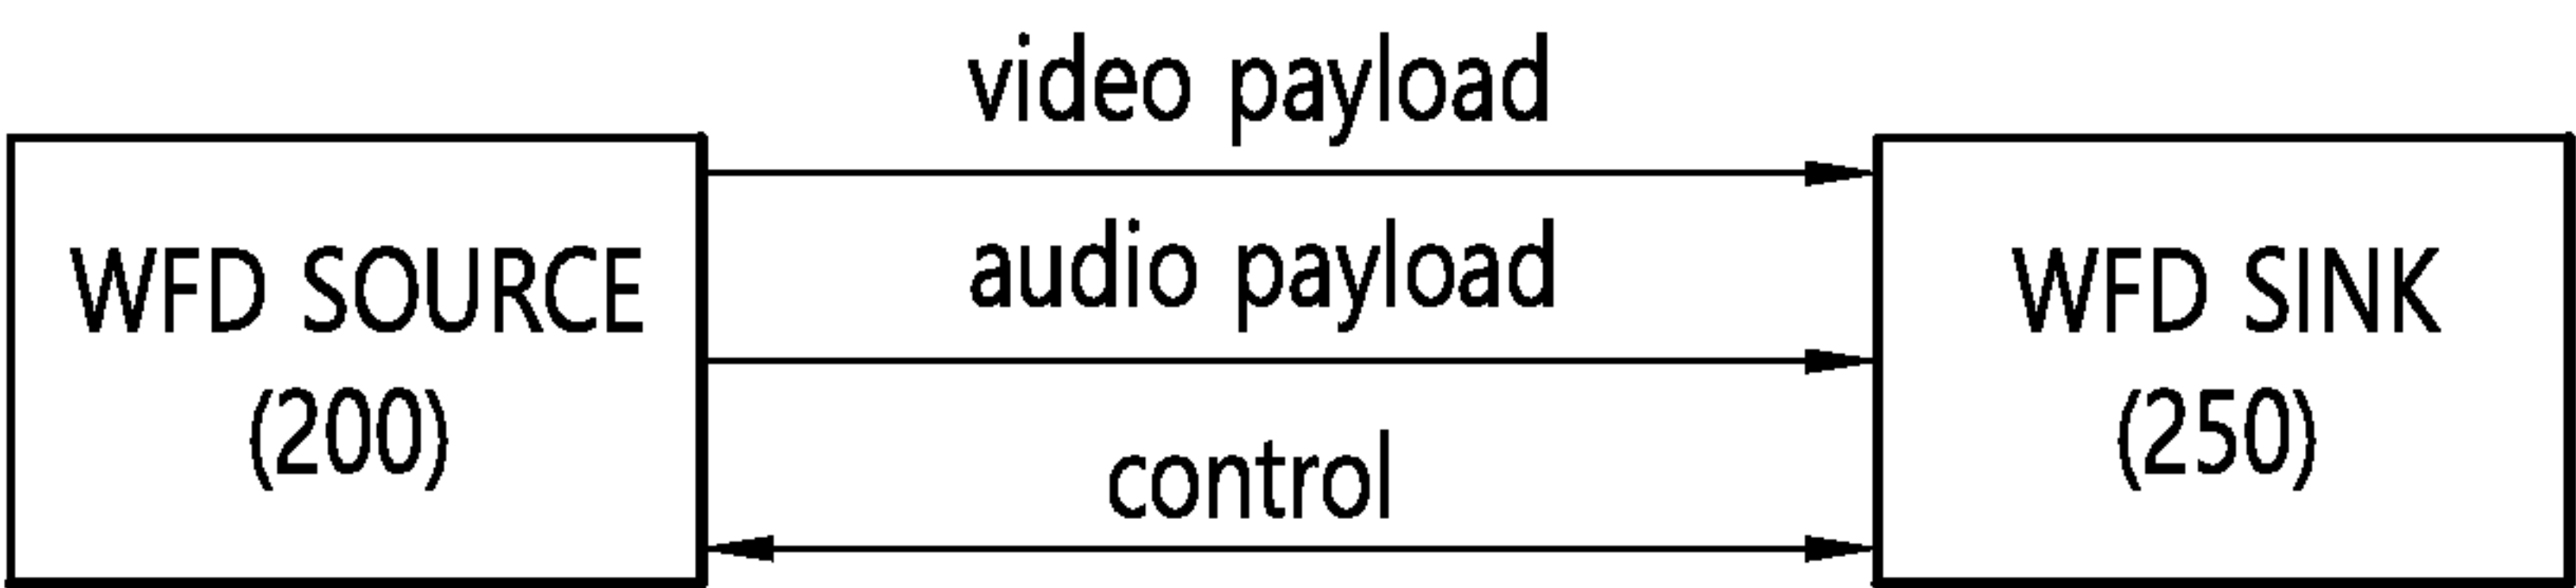 video payload
audio payload
control
WFD SOURCE
(200)
WFD SINK
(250)